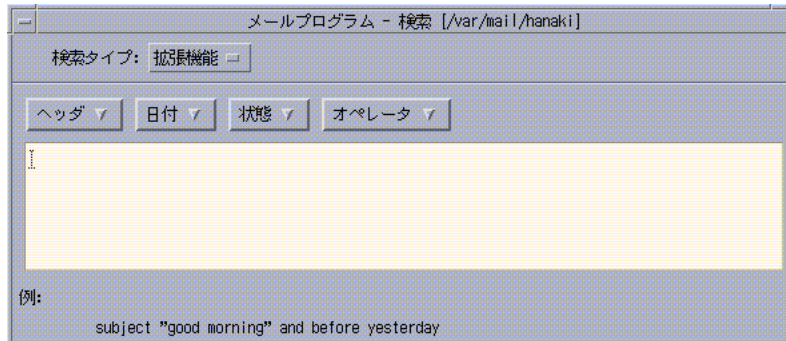 メールプログラム - 検索 [/var/mail/hanaki]
検索タイプ: 拡張機能
ヘッダ 日付 状態 オペレータ
例:
subject "good morning" and before yesterday